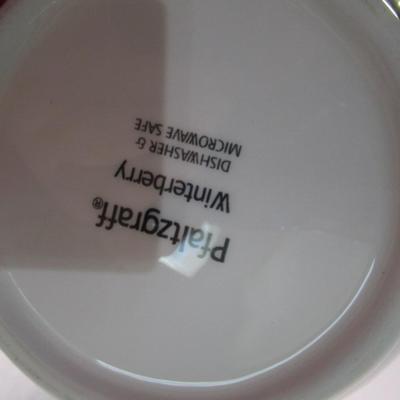 Pfaltzgraff®
Winterberry
DISHWASHER &
MICROWAVE SAFE